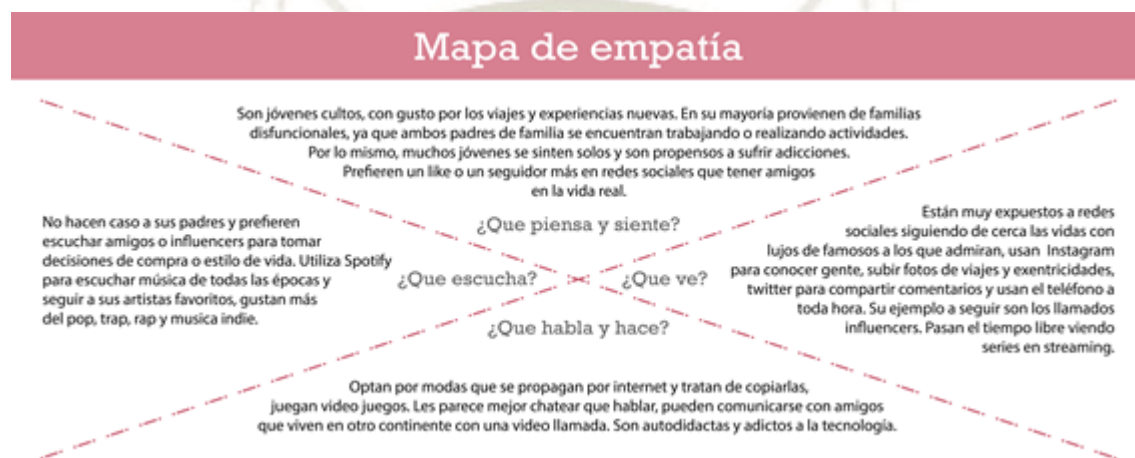 Mapa de empatía
Son jóvenes cultos, con gusto por los viajes y experiencias nuevas. En su mayoría provienen de familias
disfuncionales, ya que ambos padres de familia se encuentran trabajando o realizando actividades.
Por lo mismo, muchos jóvenes se sienten solos y son propensos a sufrir adicciones.
Prefieren un like o un seguidor más en redes sociales que tener amigos
en la vida real.
¿Que piensa y siente?
No hacen caso a sus padres y prefieren
escuchar amigos o influencers para tomar
decisiones de compra o estilo de vida. Utiliza Spotify
para escuchar música de todas las épocas y
seguir a sus artistas favoritos, gustan más
del pop, trap, rap y musica indie.
¿Que escucha?
¿Que ve?
Están muy expuestos a redes
sociales siguiendo de cerca las vidas con
lujos de famosos a los que admiran, usan Instagram
para conocer gente, subir fotos de viajes y exentricidades,
twitter para compartir comentarios y usan el teléfono a
toda hora. Su ejemplo a seguir son los llamados
influencers. Pasan el tiempo libre viendo
series en streaming.
¿Que habla y hace?
Optan por modas que se propagan por internet y tratan de copiarlas,
juegan video juegos. Les parece mejor chatear que hablar, pueden comunicarse con amigos
que viven en otro continente con una video llamada. Son autodidactas y adictos a la tecnología.